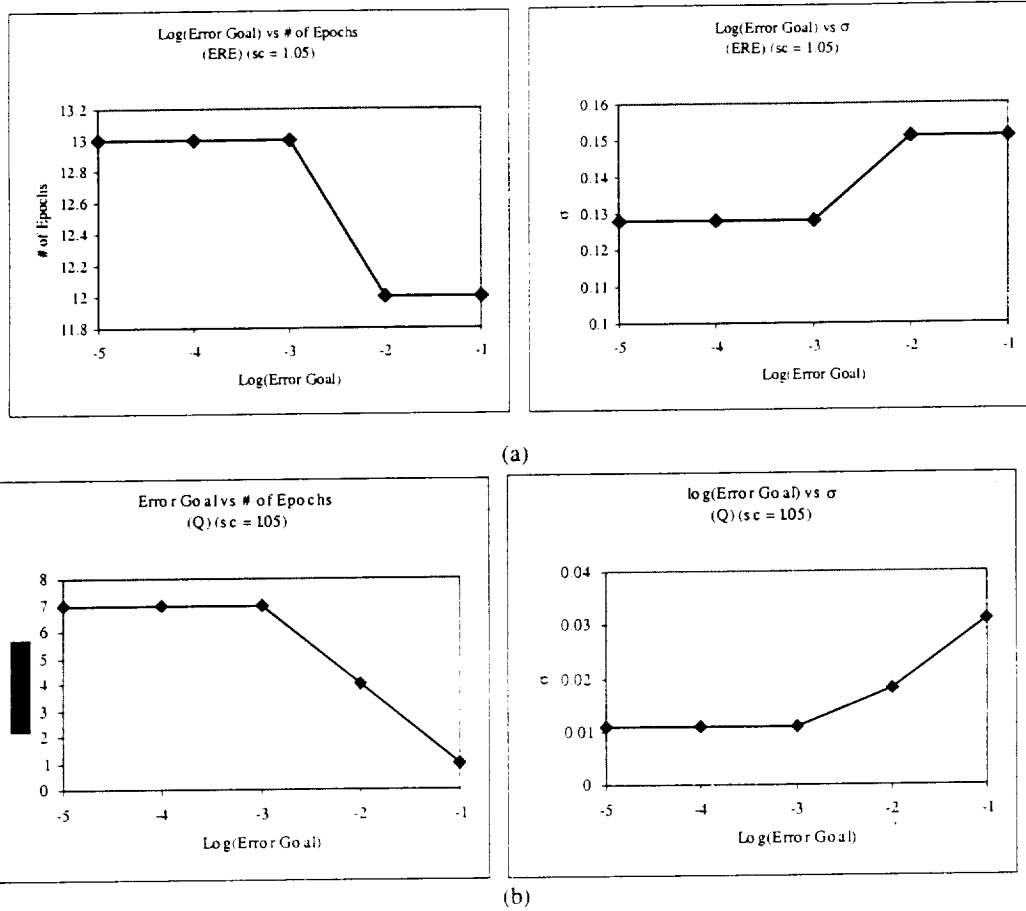 Log(Error Goal) vs # of Epochs
(ERE) (sc = 1.05)
13.2
13
12.8
12.6
12.4
12.2
12
11.8
# of Epochs
-5 -4 -3 -2 -1
Log(Error Goal)
Log(Error Goal) vs σ
(ERE) (sc = 1.05)
0.16
0.15
0.14
0.13
0.12
0.11
0.1
σ
-5 -4 -3 -2 -1
Log(Error Goal)
(a)
Error Goal vs # of Epochs
(Q) (sc = 1.05)
8
7
6
5
4
3
2
1
0
-5 -4 -3 -2 -1
Log(Error Goal)
log(Error Goal) vs σ
(Q) (sc = 1.05)
0.04
0.03
0.02
0.01
0
σ
-5 -4 -3 -2 -1
Log(Error Goal)
(b)